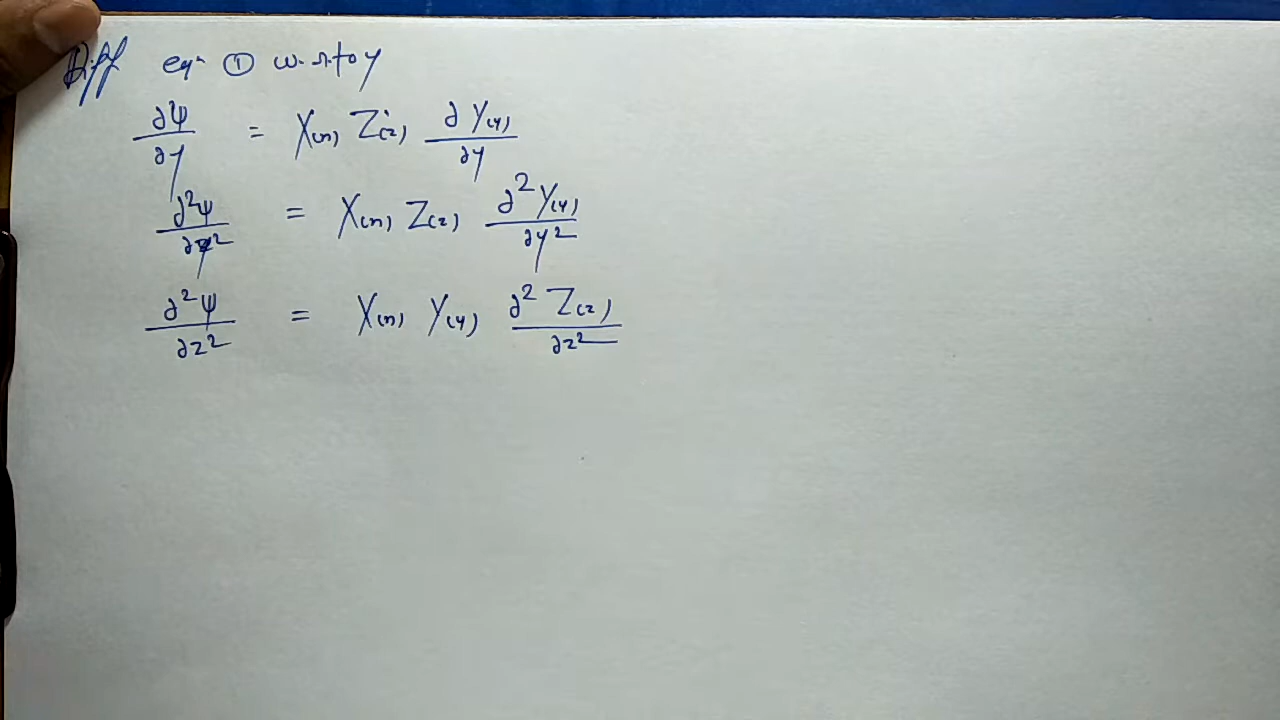 Diff eqn ① w.r to y
∂ψ/∂y = X(x) Z(z) ∂Y(y)/∂y
∂²ψ/∂y² = X(x) Z(z) ∂²Y(y)/∂y²
∂²ψ/∂z² = X(x) Y(y) ∂²Z(z)/∂z²